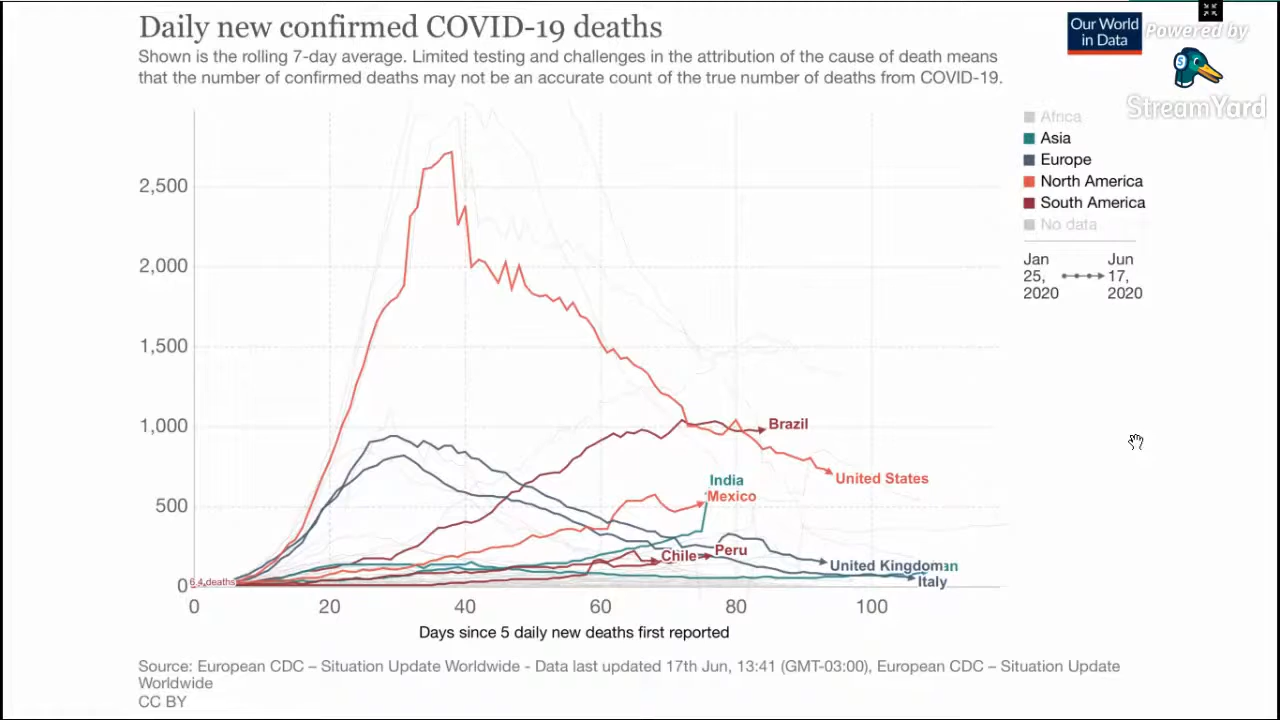 Daily new confirmed COVID-19 deaths
Shown is the rolling 7-day average. Limited testing and challenges in the attribution of the cause of death means
that the number of confirmed deaths may not be an accurate count of the true number of deaths from COVID-19.
Our World
in Data
Powered by
S
StreamYard
Africa
Asia
Europe
North America
South America
No data
Jan
25,
2020
Jun
17,
2020
2,500
2,000
1,500
1,000
500
0
Brazil
United States
India
Mexico
Chile
Peru
United Kingdom
an
Italy
6.4 deaths
0
20
40
60
80
100
Days since 5 daily new deaths first reported
Source: European CDC – Situation Update Worldwide - Data last updated 17th Jun, 13:41 (GMT-03:00), European CDC – Situation Update
Worldwide
CC BY